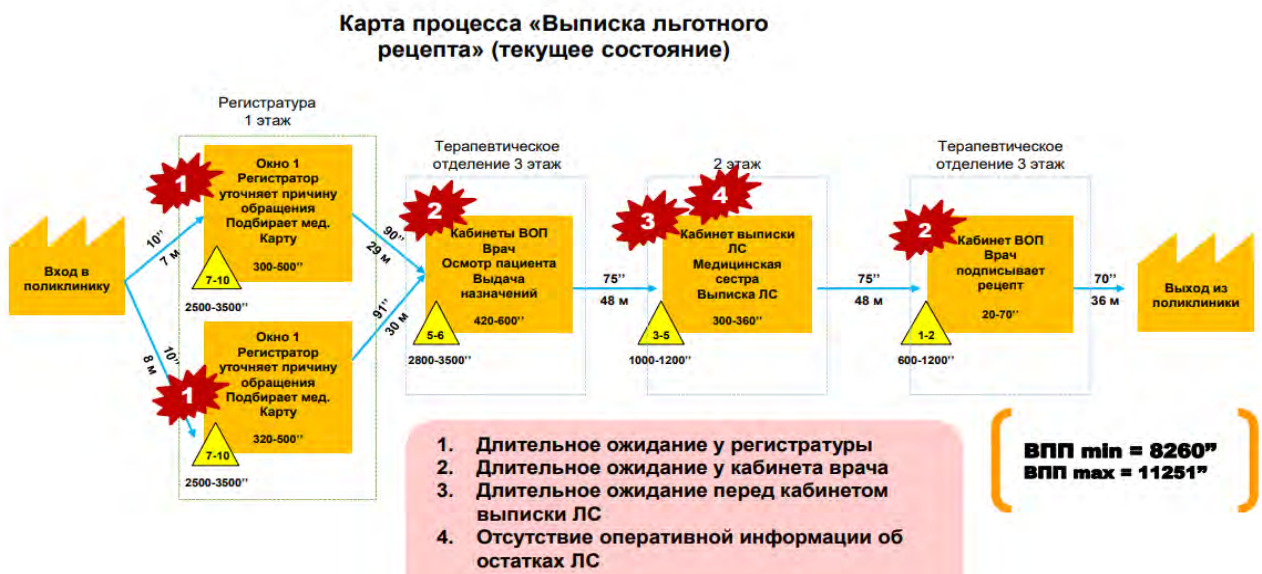 Карта процесса «Выписка льготного
рецепта» (текущее состояние)
Регистратура
1 этаж
Терапевтическое
отделение 3 этаж
2 этаж
Терапевтическое
отделение 3 этаж
Вход в
поликлинику
10’’
7 м
10’’
8 м
1
Окно 1
Регистратор
уточняет причину
обращения
Подбирает мед.
Карту
300-500’’
7-10
2500-3500’’
1
Окно 1
Регистратор
уточняет причину
обращения
Подбирает мед.
Карту
320-500’’
7-10
2500-3500’’
90’’
29 м
91’’
30 м
2
Кабинеты ВОП
Врач
Осмотр пациента
Выдача
назначений
420-600’’
5-6
2800-3500’’
75’’
48 м
3
4
Кабинет выписки
ЛС
Медицинская
сестра
Выписка ЛС
300-360’’
3-5
1000-1200’’
75’’
48 м
2
Кабинет ВОП
Врач
подписывает
рецепт
20-70’’
1-2
600-1200’’
70’’
36 м
Выход из
поликлиники
1. Длительное ожидание у регистратуры
2. Длительное ожидание у кабинета врача
3. Длительное ожидание перед кабинетом
выписки ЛС
4. Отсутствие оперативной информации об
остатках ЛС
ВПП min = 8260”
ВПП max = 11251”